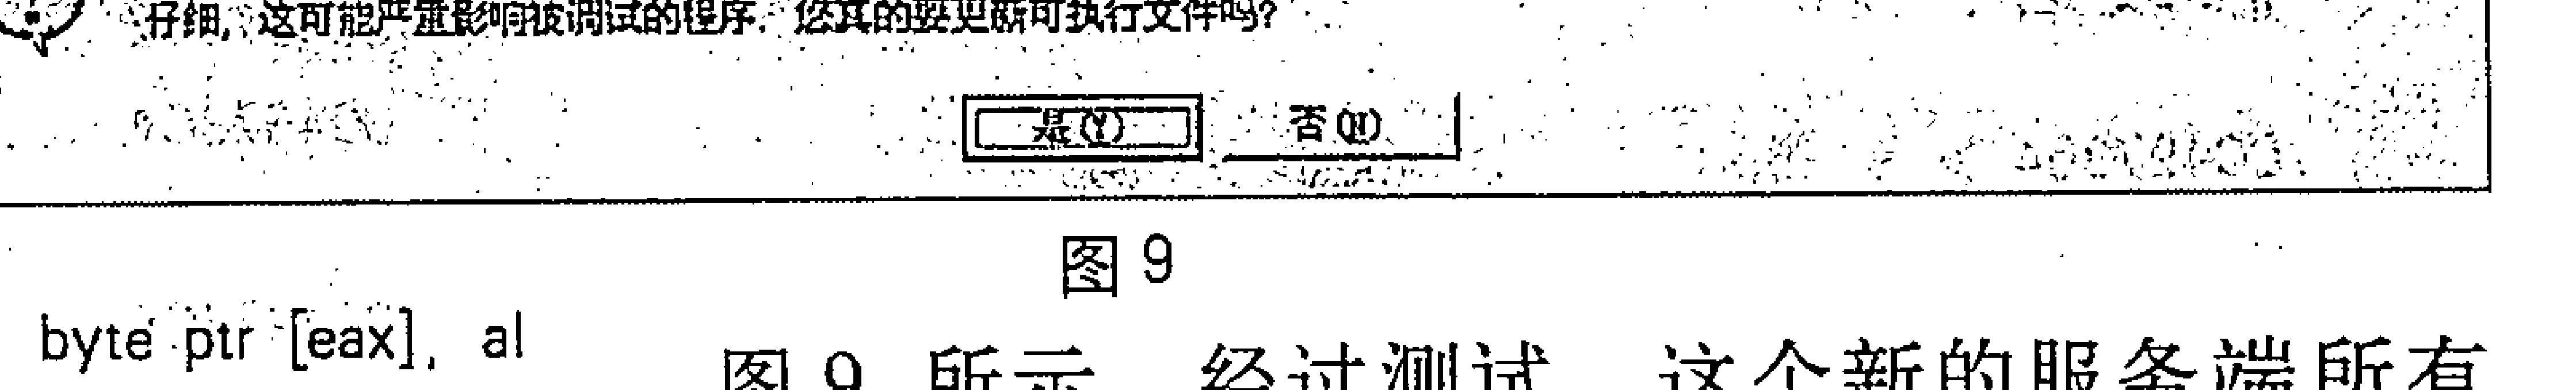 仔细, 这可能严重影响被调试的程序. 您真的要更新可执行文件吗?
是(Y) 否(N)
图 9
byte ptr [eax], al
图 9 所示 经过测试 这个新的服务端所有